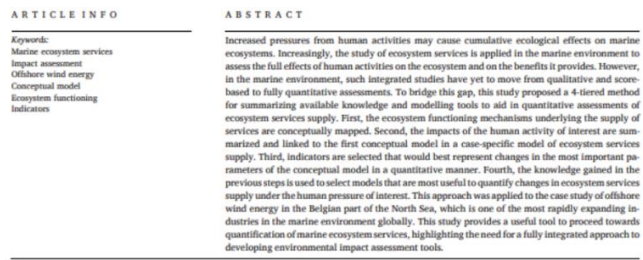 ARTICLE INFO
Keywords:
Marine ecosystem services
Impact assessment
Offshore wind energy
Conceptual model
Ecosystem functioning
Indicators
ABSTRACT
Increased pressures from human activities may cause cumulative ecological effects on marine
ecosystems. Increasingly, the study of ecosystem services is applied in the marine environment to
assess the full effects of human activities on the ecosystem and on the benefits it provides. However,
in the marine environment, such integrated studies have yet to move from qualitative and score-
based to fully quantitative assessments. To bridge this gap, this study proposed a 4-tiered method
for summarizing available knowledge and modelling tools to aid in quantitative assessments of
ecosystem services supply. First, the ecosystem functioning mechanisms underlying the supply of
services are conceptually mapped. Second, the impacts of the human activity of interest are sum-
marized and linked to the first conceptual model in a case-specific model of ecosystem services
supply. Third, indicators are selected that would best represent changes in the most important pa-
rameters of the conceptual model in a quantitative manner. Fourth, the knowledge gained in the
previous steps is used to select models that are most useful to quantify changes in ecosystem services
supply under the human pressure of interest. This approach was applied to the case study of offshore
wind energy in the Belgian part of the North Sea, which is one of the most rapidly expanding in-
dustries in the marine environment globally. This study provides a useful tool to proceed towards
quantification of marine ecosystem services, highlighting the need for a fully integrated approach to
developing environmental impact assessment tools.